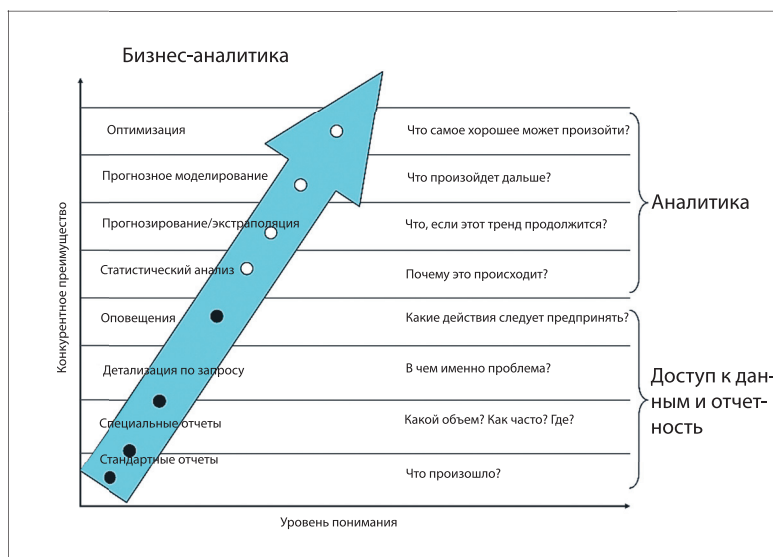 Бизнес-аналитика
Конкурентное преимущество
Оптимизация
Что самое хорошее может произойти?
Прогнозное моделирование
Что произойдет дальше?
Прогнозирование/экстраполяция
Что, если этот тренд продолжится?
Статистический анализ
Почему это происходит?
Аналитика
Оповещения
Какие действия следует предпринять?
Детализация по запросу
В чем именно проблема?
Специальные отчеты
Какой объем? Как часто? Где?
Стандартные отчеты
Что произошло?
Доступ к дан-
ным и отчет-
ность
Уровень понимания